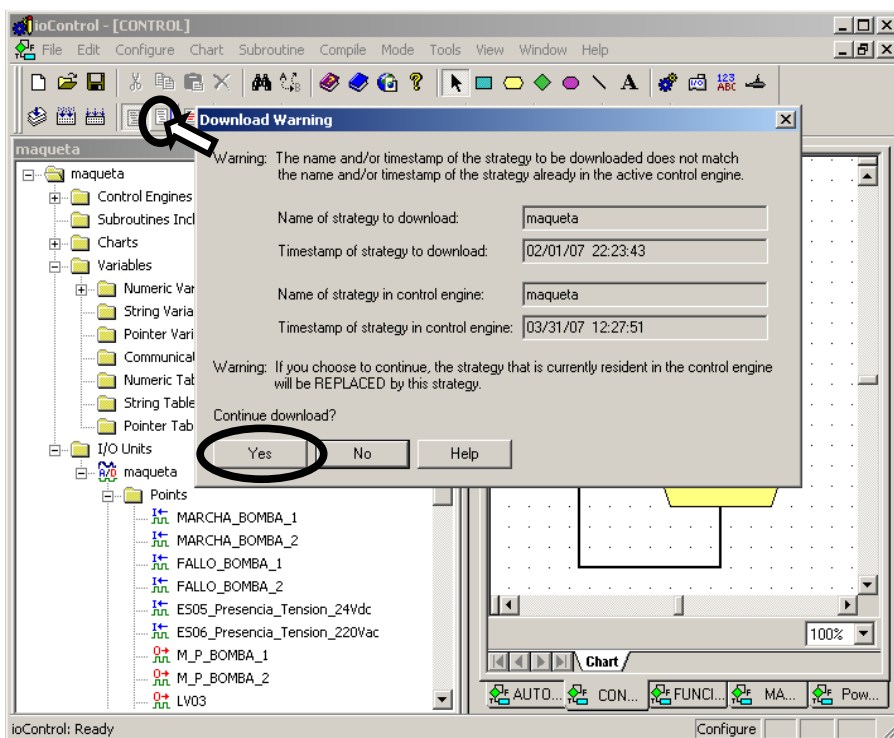 ioControl - [CONTROL]
File Edit Configure Chart Subroutine Compile Mode Tools View Window Help
A
123
ABC
maqueta
maqueta
Control Engines
Subroutines Incl
Charts
Variables
Numeric Var
String Varia
Pointer Vari
Communicat
Numeric Tab
String Table
Pointer Tab
I/O Units
A/D maqueta
Points
MARCHA_BOMBA_1
MARCHA_BOMBA_2
FALLO_BOMBA_1
FALLO_BOMBA_2
ES05_Presencia_Tension_24Vdc
ES06_Presencia_Tension_220Vac
M_P_BOMBA_1
M_P_BOMBA_2
LV03
Download Warning
Warning: The name and/or timestamp of the strategy to be downloaded does not match
the name and/or timestamp of the strategy already in the active control engine.
Name of strategy to download: maqueta
Timestamp of strategy to download: 02/01/07 22:23:43
Name of strategy in control engine: maqueta
Timestamp of strategy in control engine: 03/31/07 12:27:51
Warning: If you choose to continue, the strategy that is currently resident in the control engine
will be REPLACED by this strategy.
Continue download?
Yes No Help
100%
Chart
AUTO... CON... FUNCI... MA... Pow...
ioControl: Ready
Configure